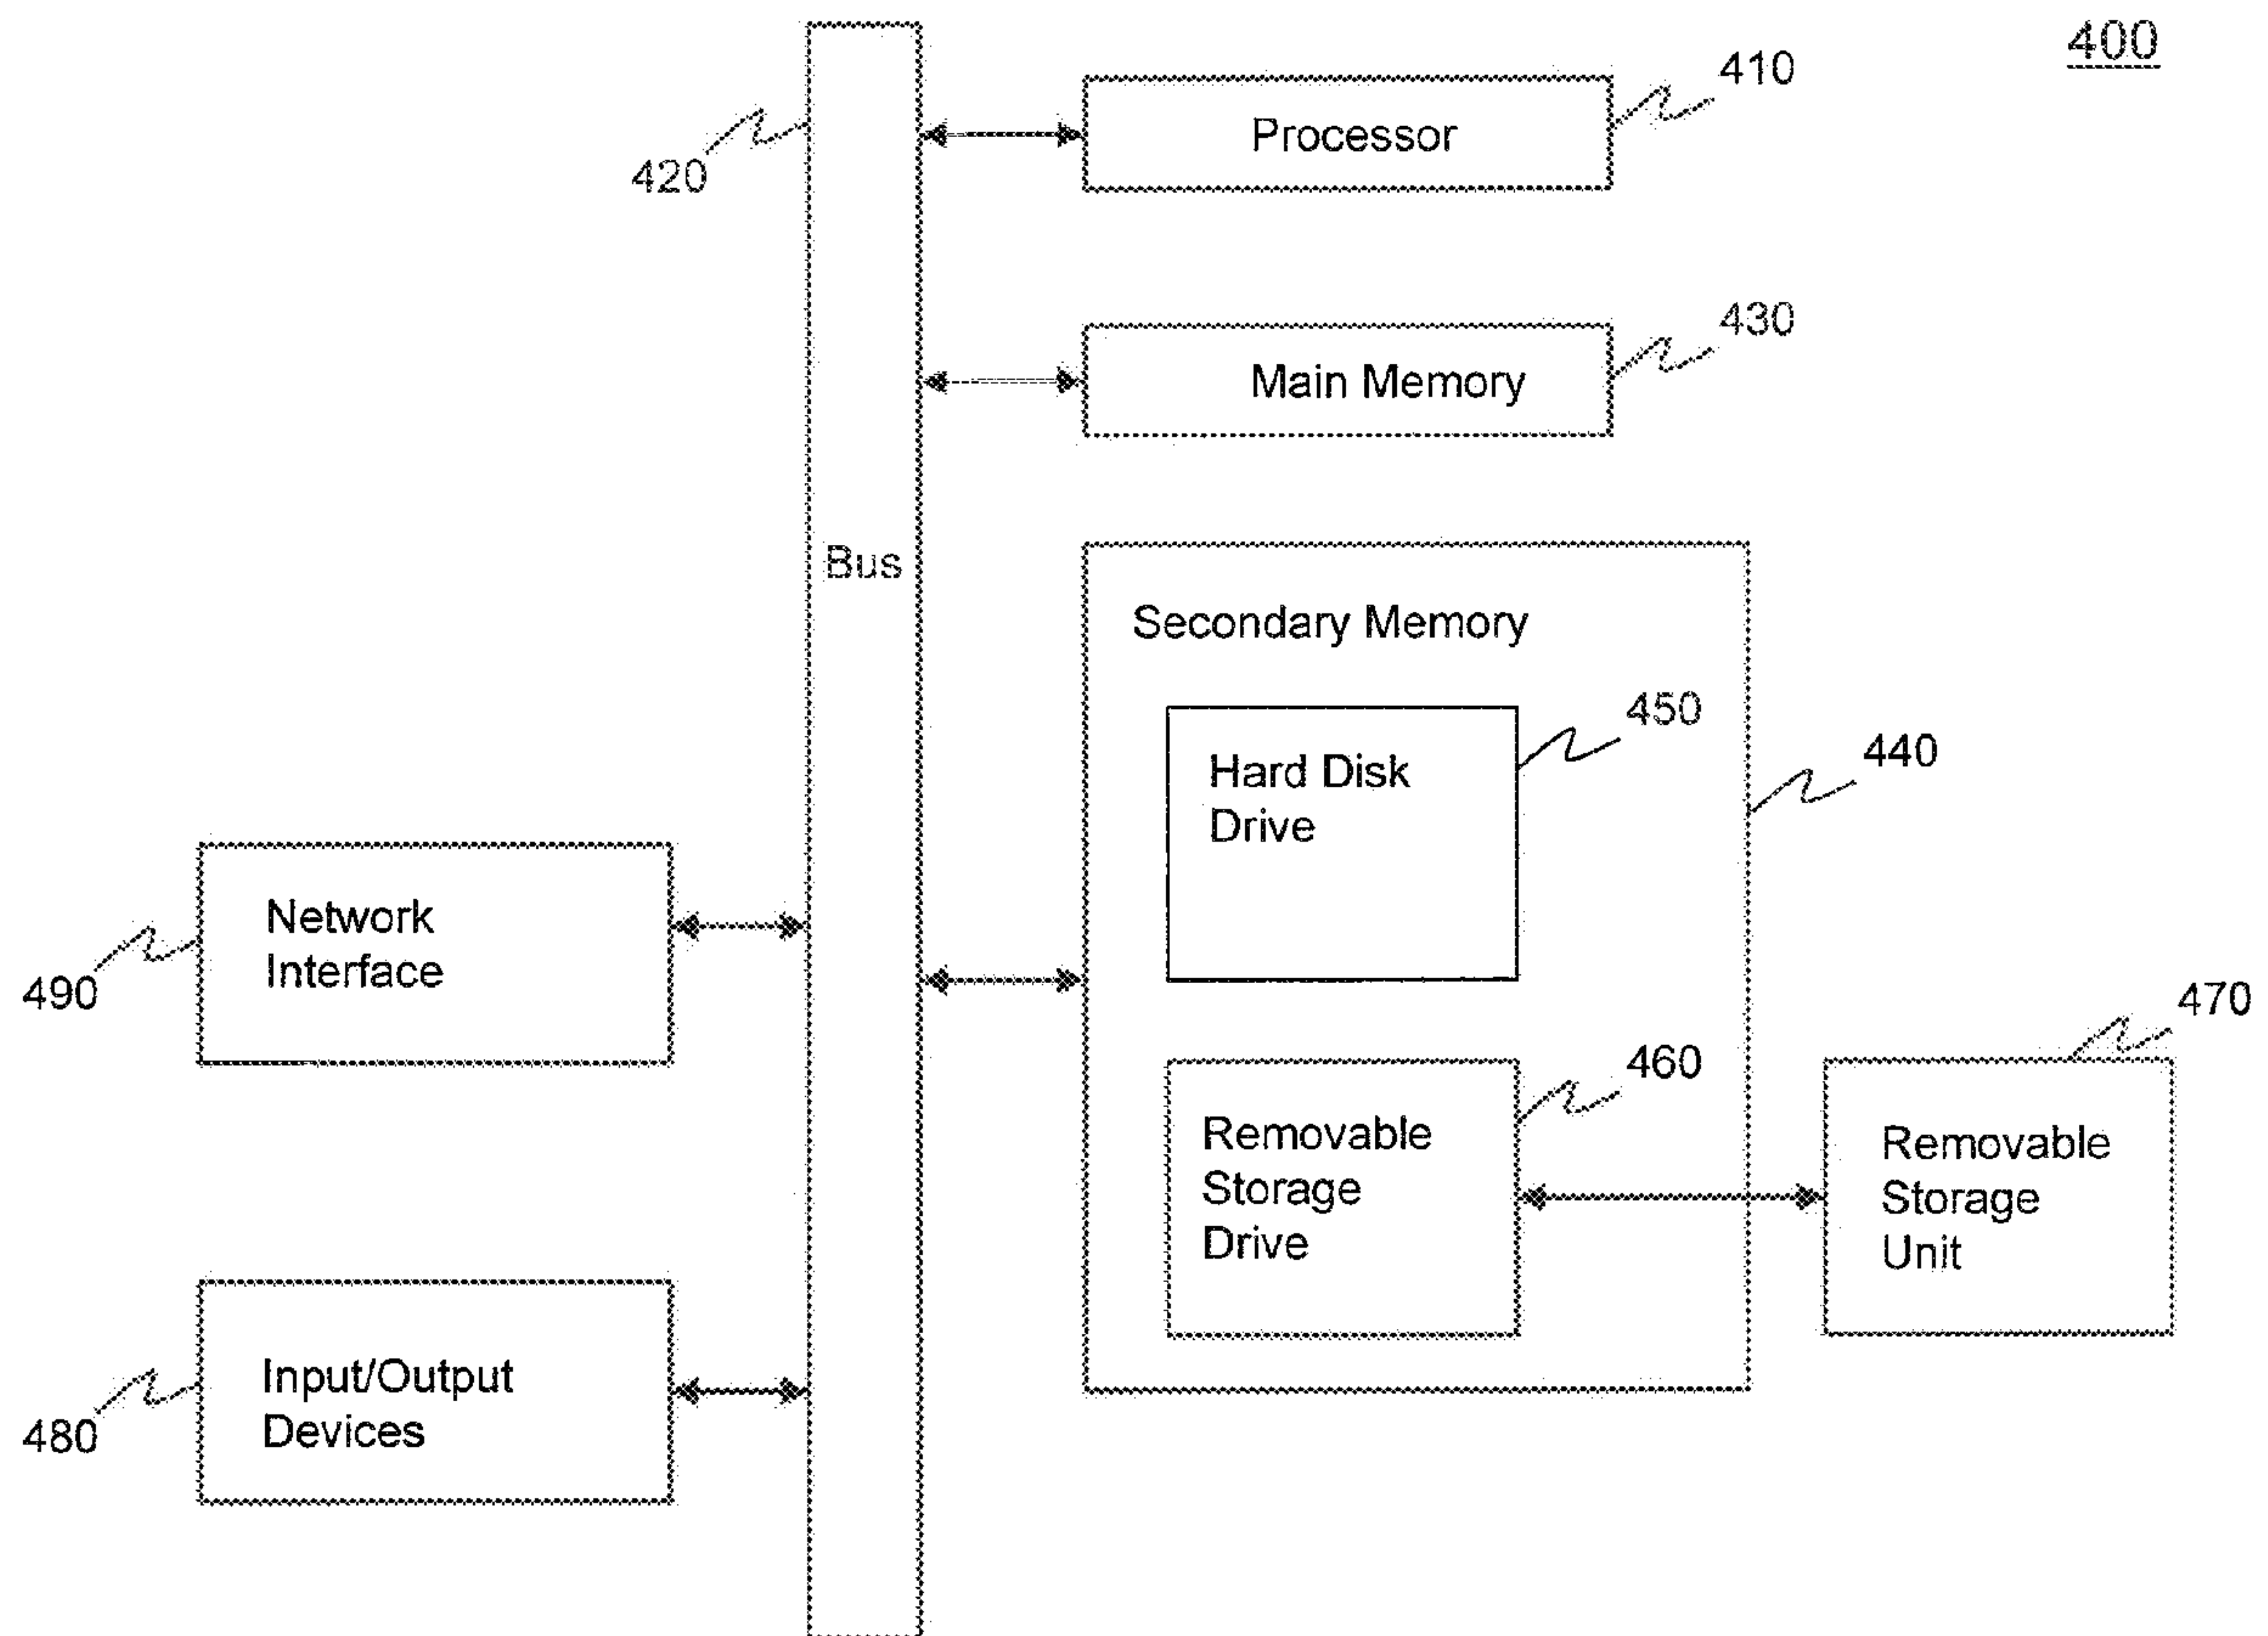 400
410
Processor
420
430
Main Memory
Bus
Secondary Memory
450
Hard Disk
Drive
440
Network
Interface
490
470
460
Removable
Storage
Drive
Removable
Storage
Unit
Input/Output
Devices
480